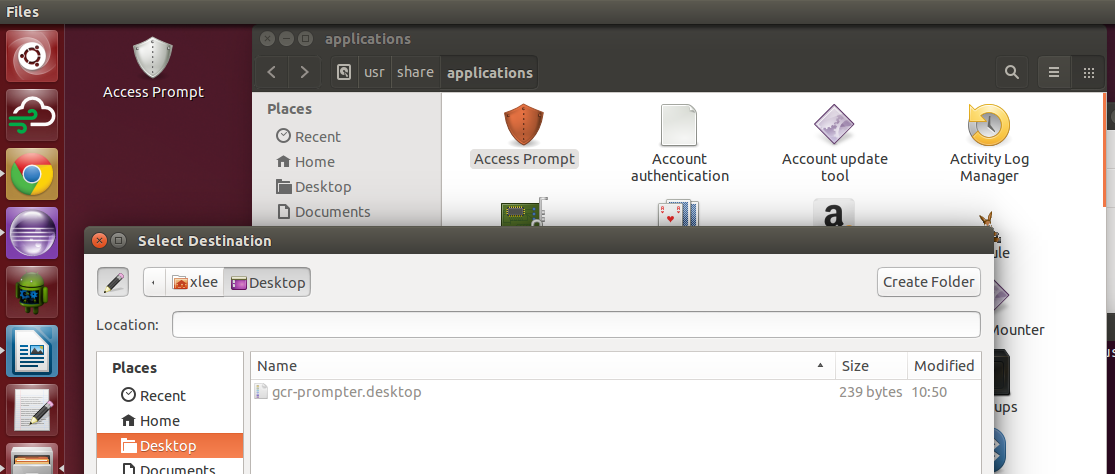 Files
Access Prompt
applications
usr
share
applications
Places
Recent
Home
Desktop
Documents
Access Prompt
Account
authentication
Account update
tool
Activity Log
Manager
a
Select Destination
xlee
Desktop
Create Folder
Location:
Places
Recent
Home
Desktop
Documents
Name
Size
Modified
gcr-prompter.desktop
239 bytes
10:50
ule
Mounter
ups
us